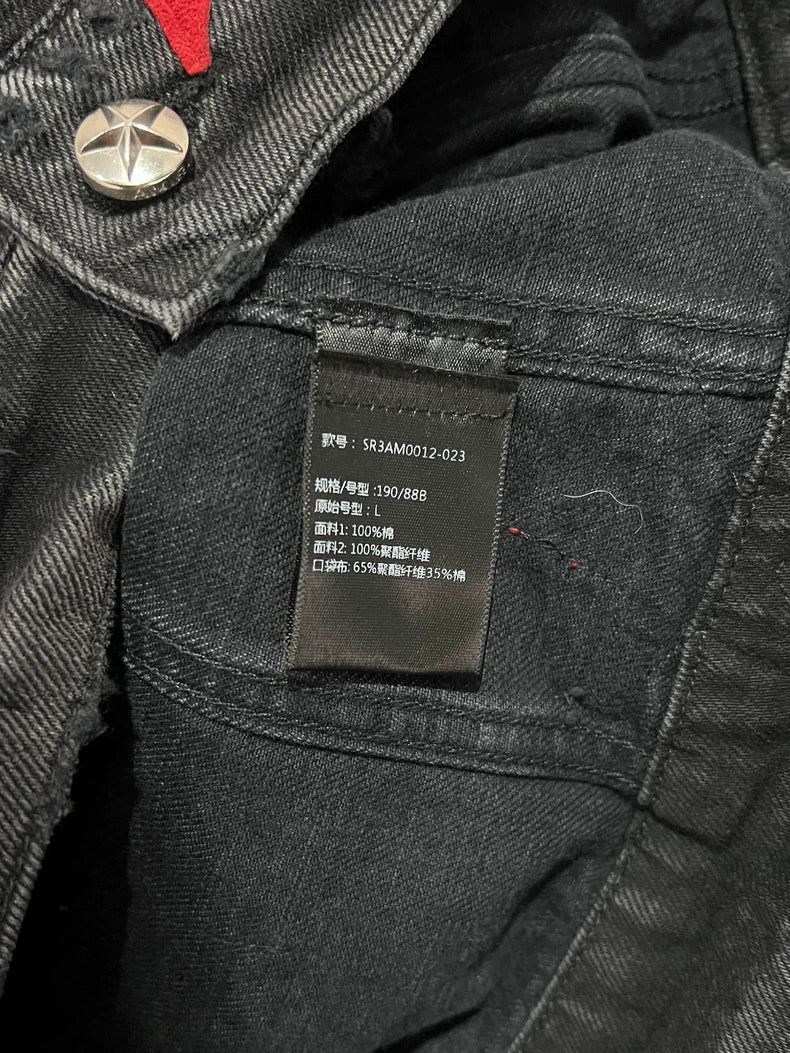 款号：SR3AM0012-023
规格/号型:190/88B
原始号型：L
面料1: 100%棉
面料2: 100%聚酯纤维
口袋布: 65%聚酯纤维35%棉